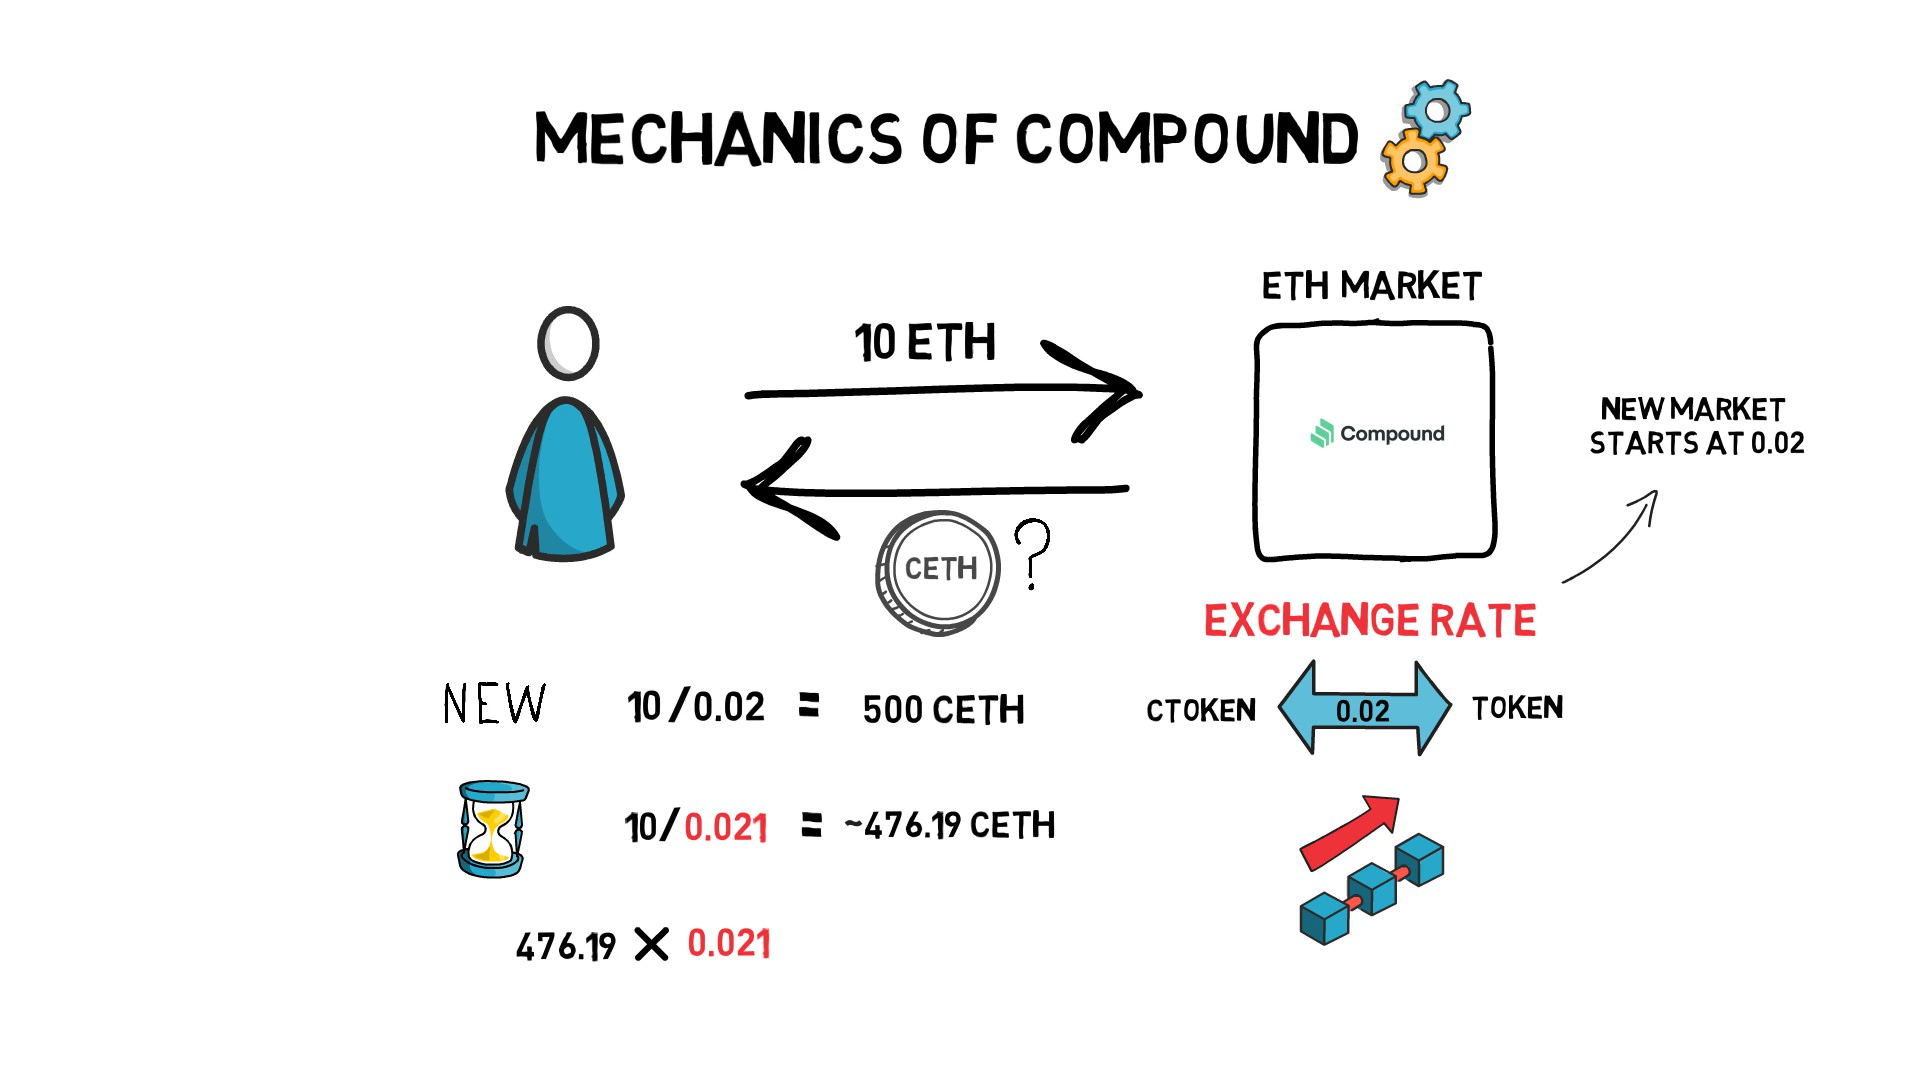 MECHANICS OF COMPOUND
ETH MARKET
10 ETH
Compound
NEW MARKET
STARTS AT 0.02
CETH ?
EXCHANGE RATE
NEW 10/0.02 = 500 CETH
CTOKEN 0.02 TOKEN
10/0.021 = ~476.19 CETH
476.19 X 0.021